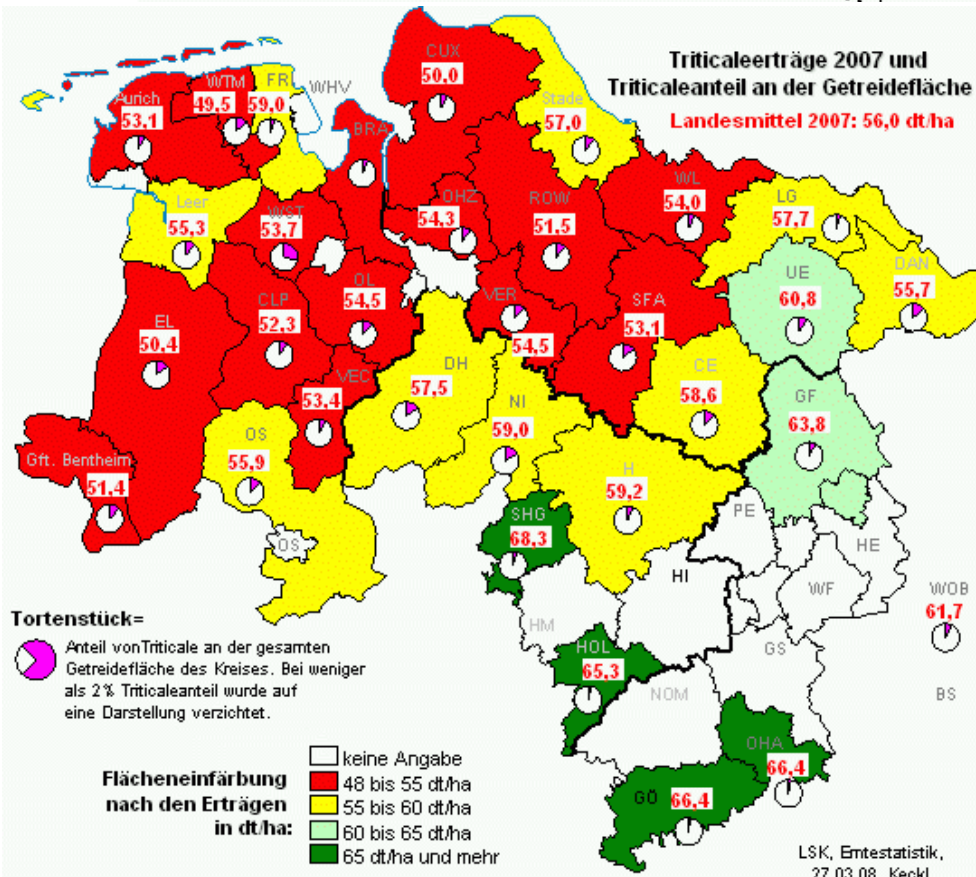 Triticaleerträge 2007 und
Triticaleanteil an der Getreidefläche
Landesmittel 2007: 56,0 dt/ha
CUX
50,0
WTM
49,5
FRI
59,0
WHV
Aurich
53,1
BRA
Stade
57,0
Leer
55,3
WST
53,7
OHZ
54,3
ROW
51,5
WL
54,0
LG
57,7
DAN
55,7
UE
60,8
EL
50,4
CLP
52,3
OL
54,5
VER
54,5
SFA
53,1
CE
58,6
VEC
53,4
DH
57,5
NI
59,0
GF
63,8
Gft. Bentheim
51,4
OS
55,9
OS
H
59,2
SHG
68,3
PE
HE
HI
WF
WOB
61,7
HM
HOL
65,3
GS
NOM
BS
OHA
66,4
GÖ
66,4
Tortenstück=
Anteil vonTriticale an der gesamten
Getreidefläche des Kreises. Bei weniger
als 2% Triticaleanteil wurde auf
eine Darstellung verzichtet.
Flächeneinfärbung
nach den Erträgen
in dt/ha:
keine Angabe
48 bis 55 dt/ha
55 bis 60 dt/ha
60 bis 65 dt/ha
65 dt/ha und mehr
LSK, Erntestatistik,
27.03.08, Keckl